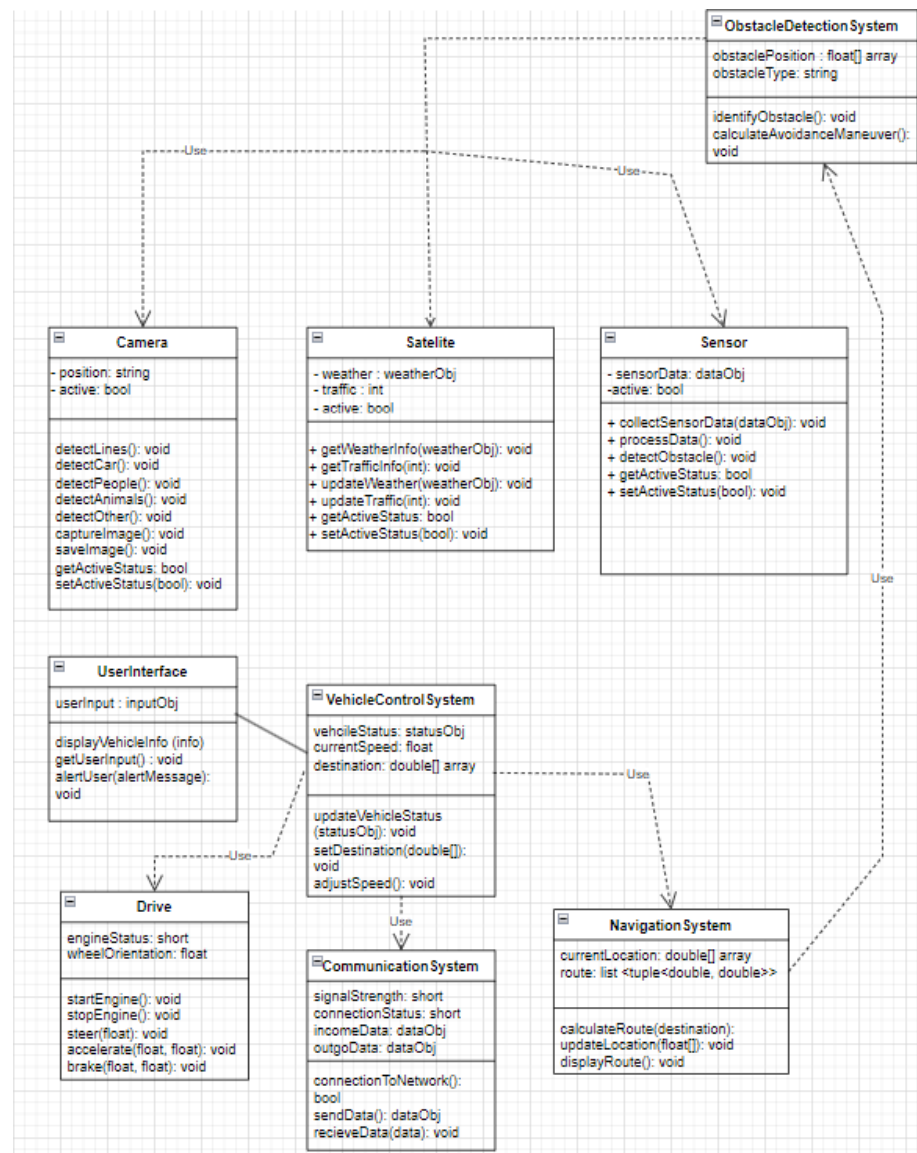 ObstacleDetectionSystem
obstaclePosition : float[] array
obstacleType: string
identifyObstacle(): void
calculateAvoidanceManeuver():
void
Use
Use
Camera
- position: string
- active: bool
detectLines(): void
detectCar(): void
detectPeople(): void
detectAnimals(): void
detectOther(): void
captureImage(): void
saveImage(): void
getActiveStatus: bool
setActiveStatus(bool): void
Satelite
- weather : weatherObj
- traffic : int
- active: bool
+ getWeatherInfo(weatherObj): void
+ getTrafficInfo(int): void
+ updateWeather(weatherObj): void
+ updateTraffic(int): void
+ getActiveStatus: bool
+ setActiveStatus(bool): void
Sensor
- sensorData: dataObj
-active: bool
+ collectSensorData(dataObj): void
+ processData(): void
+ detectObstacle(): void
+ getActiveStatus: bool
+ setActiveStatus(bool): void
Use
UserInterface
userInput : inputObj
displayVehicleInfo (info)
getUserInput() : void
alertUser(alertMessage):
void
VehicleControlSystem
vehcileStatus: statusObj
currentSpeed: float
destination: double[] array
updateVehicleStatus
(statusObj): void
setDestination(double[]):
void
adjustSpeed(): void
Use
Use
Use
Drive
engineStatus: short
wheelOrientation: float
startEngine(): void
stopEngine(): void
steer(float): void
accelerate(float, float): void
brake(float, float): void
CommunicationSystem
signalStrength: short
connectionStatus: short
incomeData: dataObj
outgoData: dataObj
connectionToNetwork():
bool
sendData(): dataObj
recieveData(data): void
NavigationSystem
currentLocation: double[] array
route: list <tuple<double, double>>
calculateRoute(destination):
updateLocation(float[]): void
displayRoute(): void